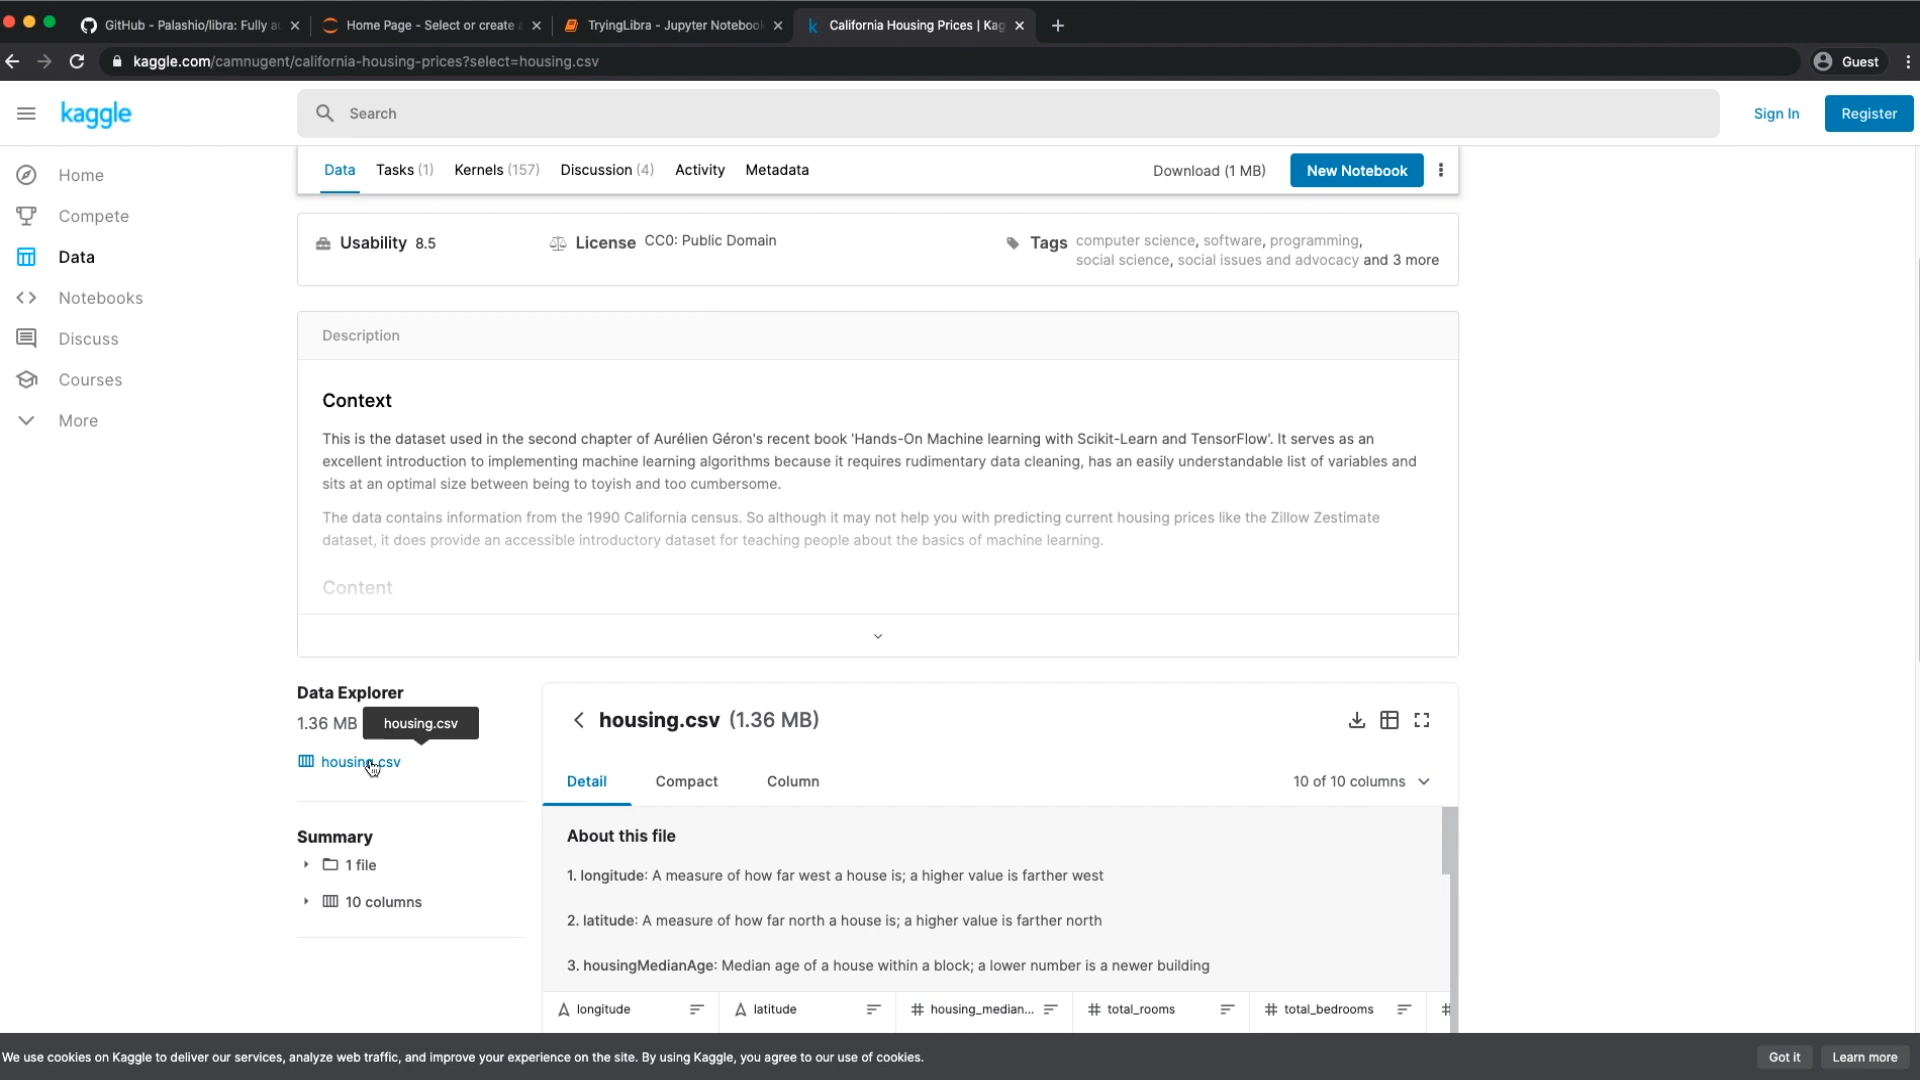 GitHub - Palashio/libra: Fully a
Home Page - Select or create a
TryingLibra - Jupyter Notebook
California Housing Prices | Kag
kaggle.com/camnugent/california-housing-prices?select=housing.csv
Guest
kaggle
Search
Sign In
Register
Home
Compete
Data
Notebooks
Discuss
Courses
More
Data
Tasks (1)
Kernels (157)
Discussion (4)
Activity
Metadata
Download (1 MB)
New Notebook
Usability 8.5
License CC0: Public Domain
Tags computer science, software, programming,
social science, social issues and advocacy and 3 more
Description
Context
This is the dataset used in the second chapter of Aurélien Géron's recent book 'Hands-On Machine learning with Scikit-Learn and TensorFlow'. It serves as an
excellent introduction to implementing machine learning algorithms because it requires rudimentary data cleaning, has an easily understandable list of variables and
sits at an optimal size between being to toyish and too cumbersome.
The data contains information from the 1990 California census. So although it may not help you with predicting current housing prices like the Zillow Zestimate
dataset, it does provide an accessible introductory dataset for teaching people about the basics of machine learning.
Content
Data Explorer
1.36 MB
housing.csv
housing.csv
Summary
1 file
10 columns
housing.csv (1.36 MB)
Detail
Compact
Column
10 of 10 columns
About this file
1. longitude: A measure of how far west a house is; a higher value is farther west
2. latitude: A measure of how far north a house is; a higher value is farther north
3. housingMedianAge: Median age of a house within a block; a lower number is a newer building
A longitude
A latitude
# housing_median...
# total_rooms
# total_bedrooms
#
We use cookies on Kaggle to deliver our services, analyze web traffic, and improve your experience on the site. By using Kaggle, you agree to our use of cookies.
Got it
Learn more